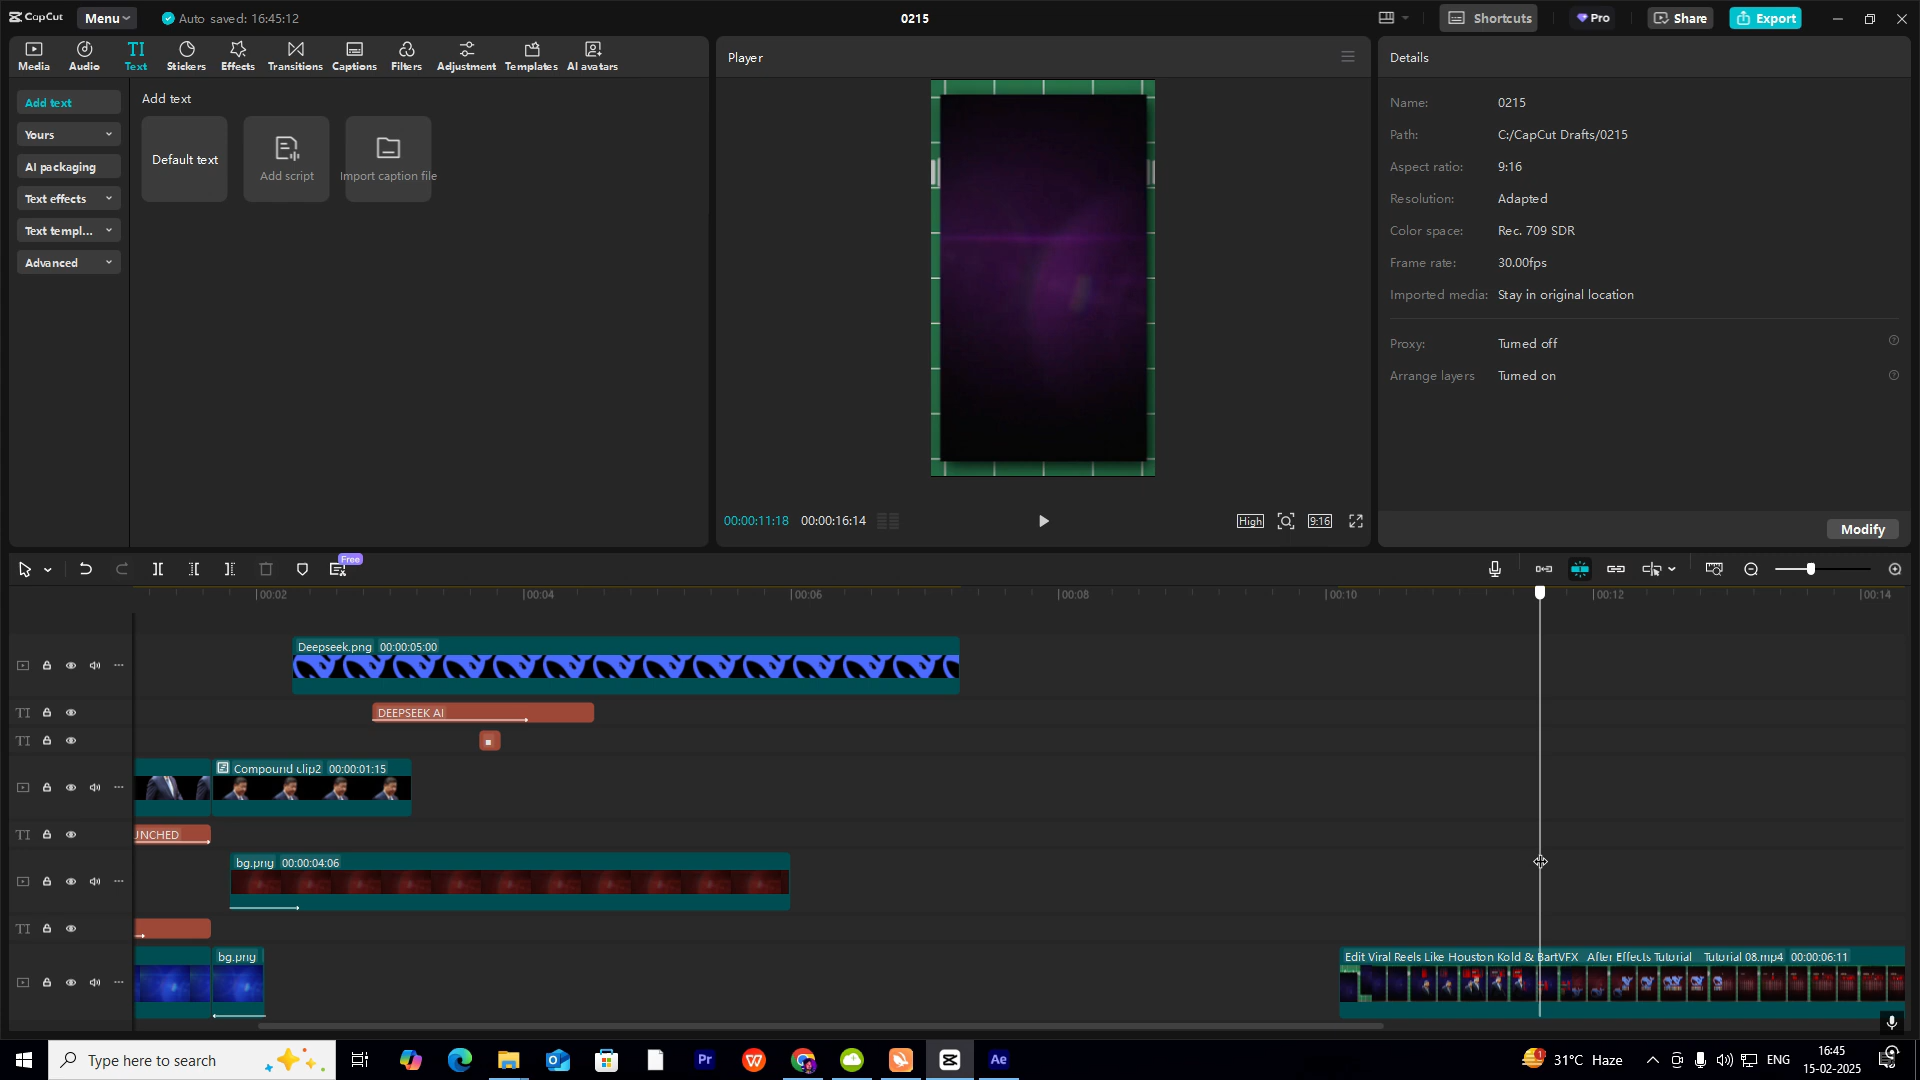 CapCut
Menu
Auto saved: 16:45:12
0215
Shortcuts
Pro
Share
Export
Media
Audio
TI
Text
Stickers
Effects
Transitions
Captions
Filters
Adjustment
Templates
AI avatars
Add text
Yours
AI packaging
Text effects
Text templ...
Advanced
Add text
Default text
Add script
Import caption file
Player
00:00:11:18
00:00:16:14
High
9:16
Details
Name: 0215
Path: C:/CapCut Drafts/0215
Aspect ratio: 9:16
Resolution: Adapted
Color space: Rec. 709 SDR
Frame rate: 30.00fps
Imported media: Stay in original location
Proxy: Turned off
Arrange layers Turned on
Modify
Free
00:02
00:04
00:06
00:08
00:10
00:12
00:14
Deepseek.png 00:00:05:00
TI
DEEPSEEK AI
TI
Compound clip2 00:00:01:15
TI
UNCHED
bg.png 00:00:04:06
TI
bg.png
Edit Viral Reels Like Houston Kold & BartVFX After Effects Tutorial Tutorial 08.mp4 00:00:06:11
Type here to search
Pr
Ae
31°C Haze
ENG
16:45
15-02-2025